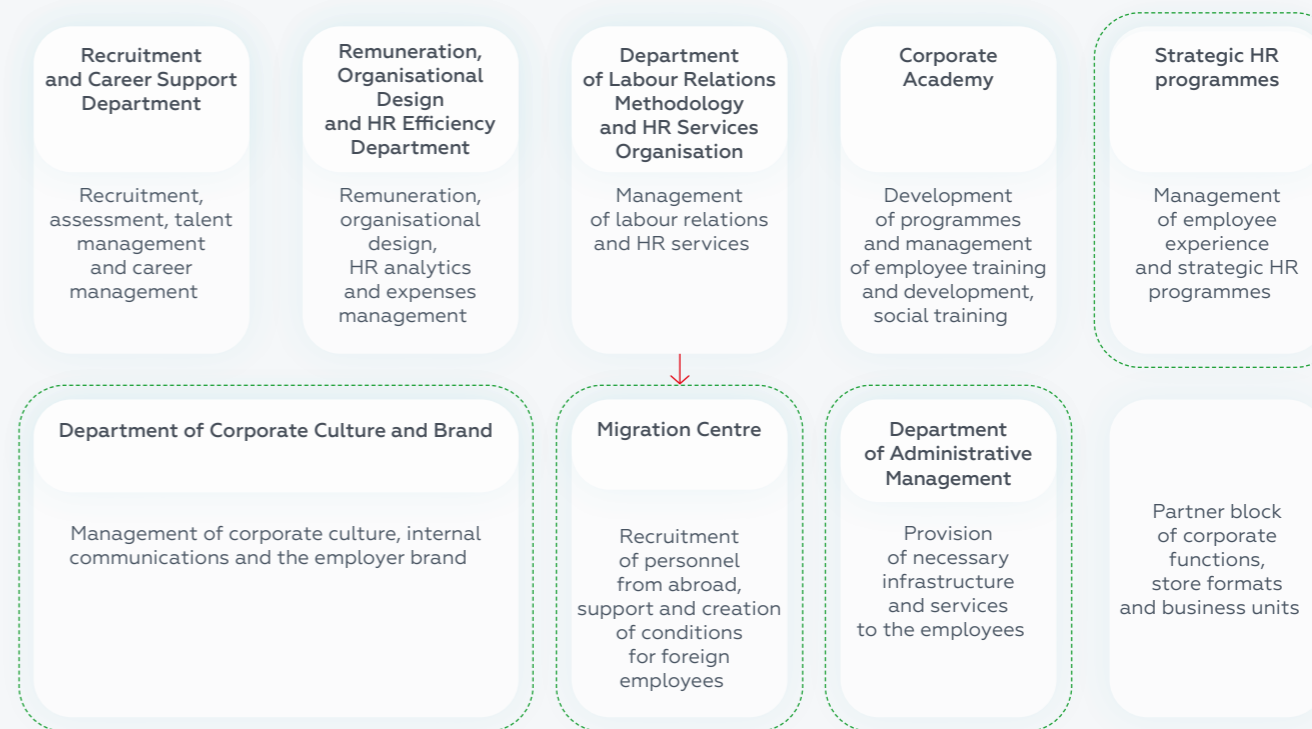 Recruitment
and Career Support
Department
Recruitment,
assessment, talent
management
and career
management
Remuneration,
Organisational
Design
and HR Efficiency
Department
Remuneration,
organisational
design,
HR analytics
and expenses
management
Department
of Labour Relations
Methodology
and HR Services
Organisation
Management
of labour relations
and HR services
Corporate
Academy
Development
of programmes
and management
of employee training
and development,
social training
Strategic HR
programmes
Management
of employee
experience
and strategic HR
programmes
Department of Corporate Culture and Brand
Management of corporate culture, internal
communications and the employer brand
Migration Centre
Recruitment
of personnel
from abroad,
support and creation
of conditions
for foreign
employees
Department
of Administrative
Management
Provision
of necessary
infrastructure
and services
to the employees
Partner block
of corporate
functions,
store formats
and business units